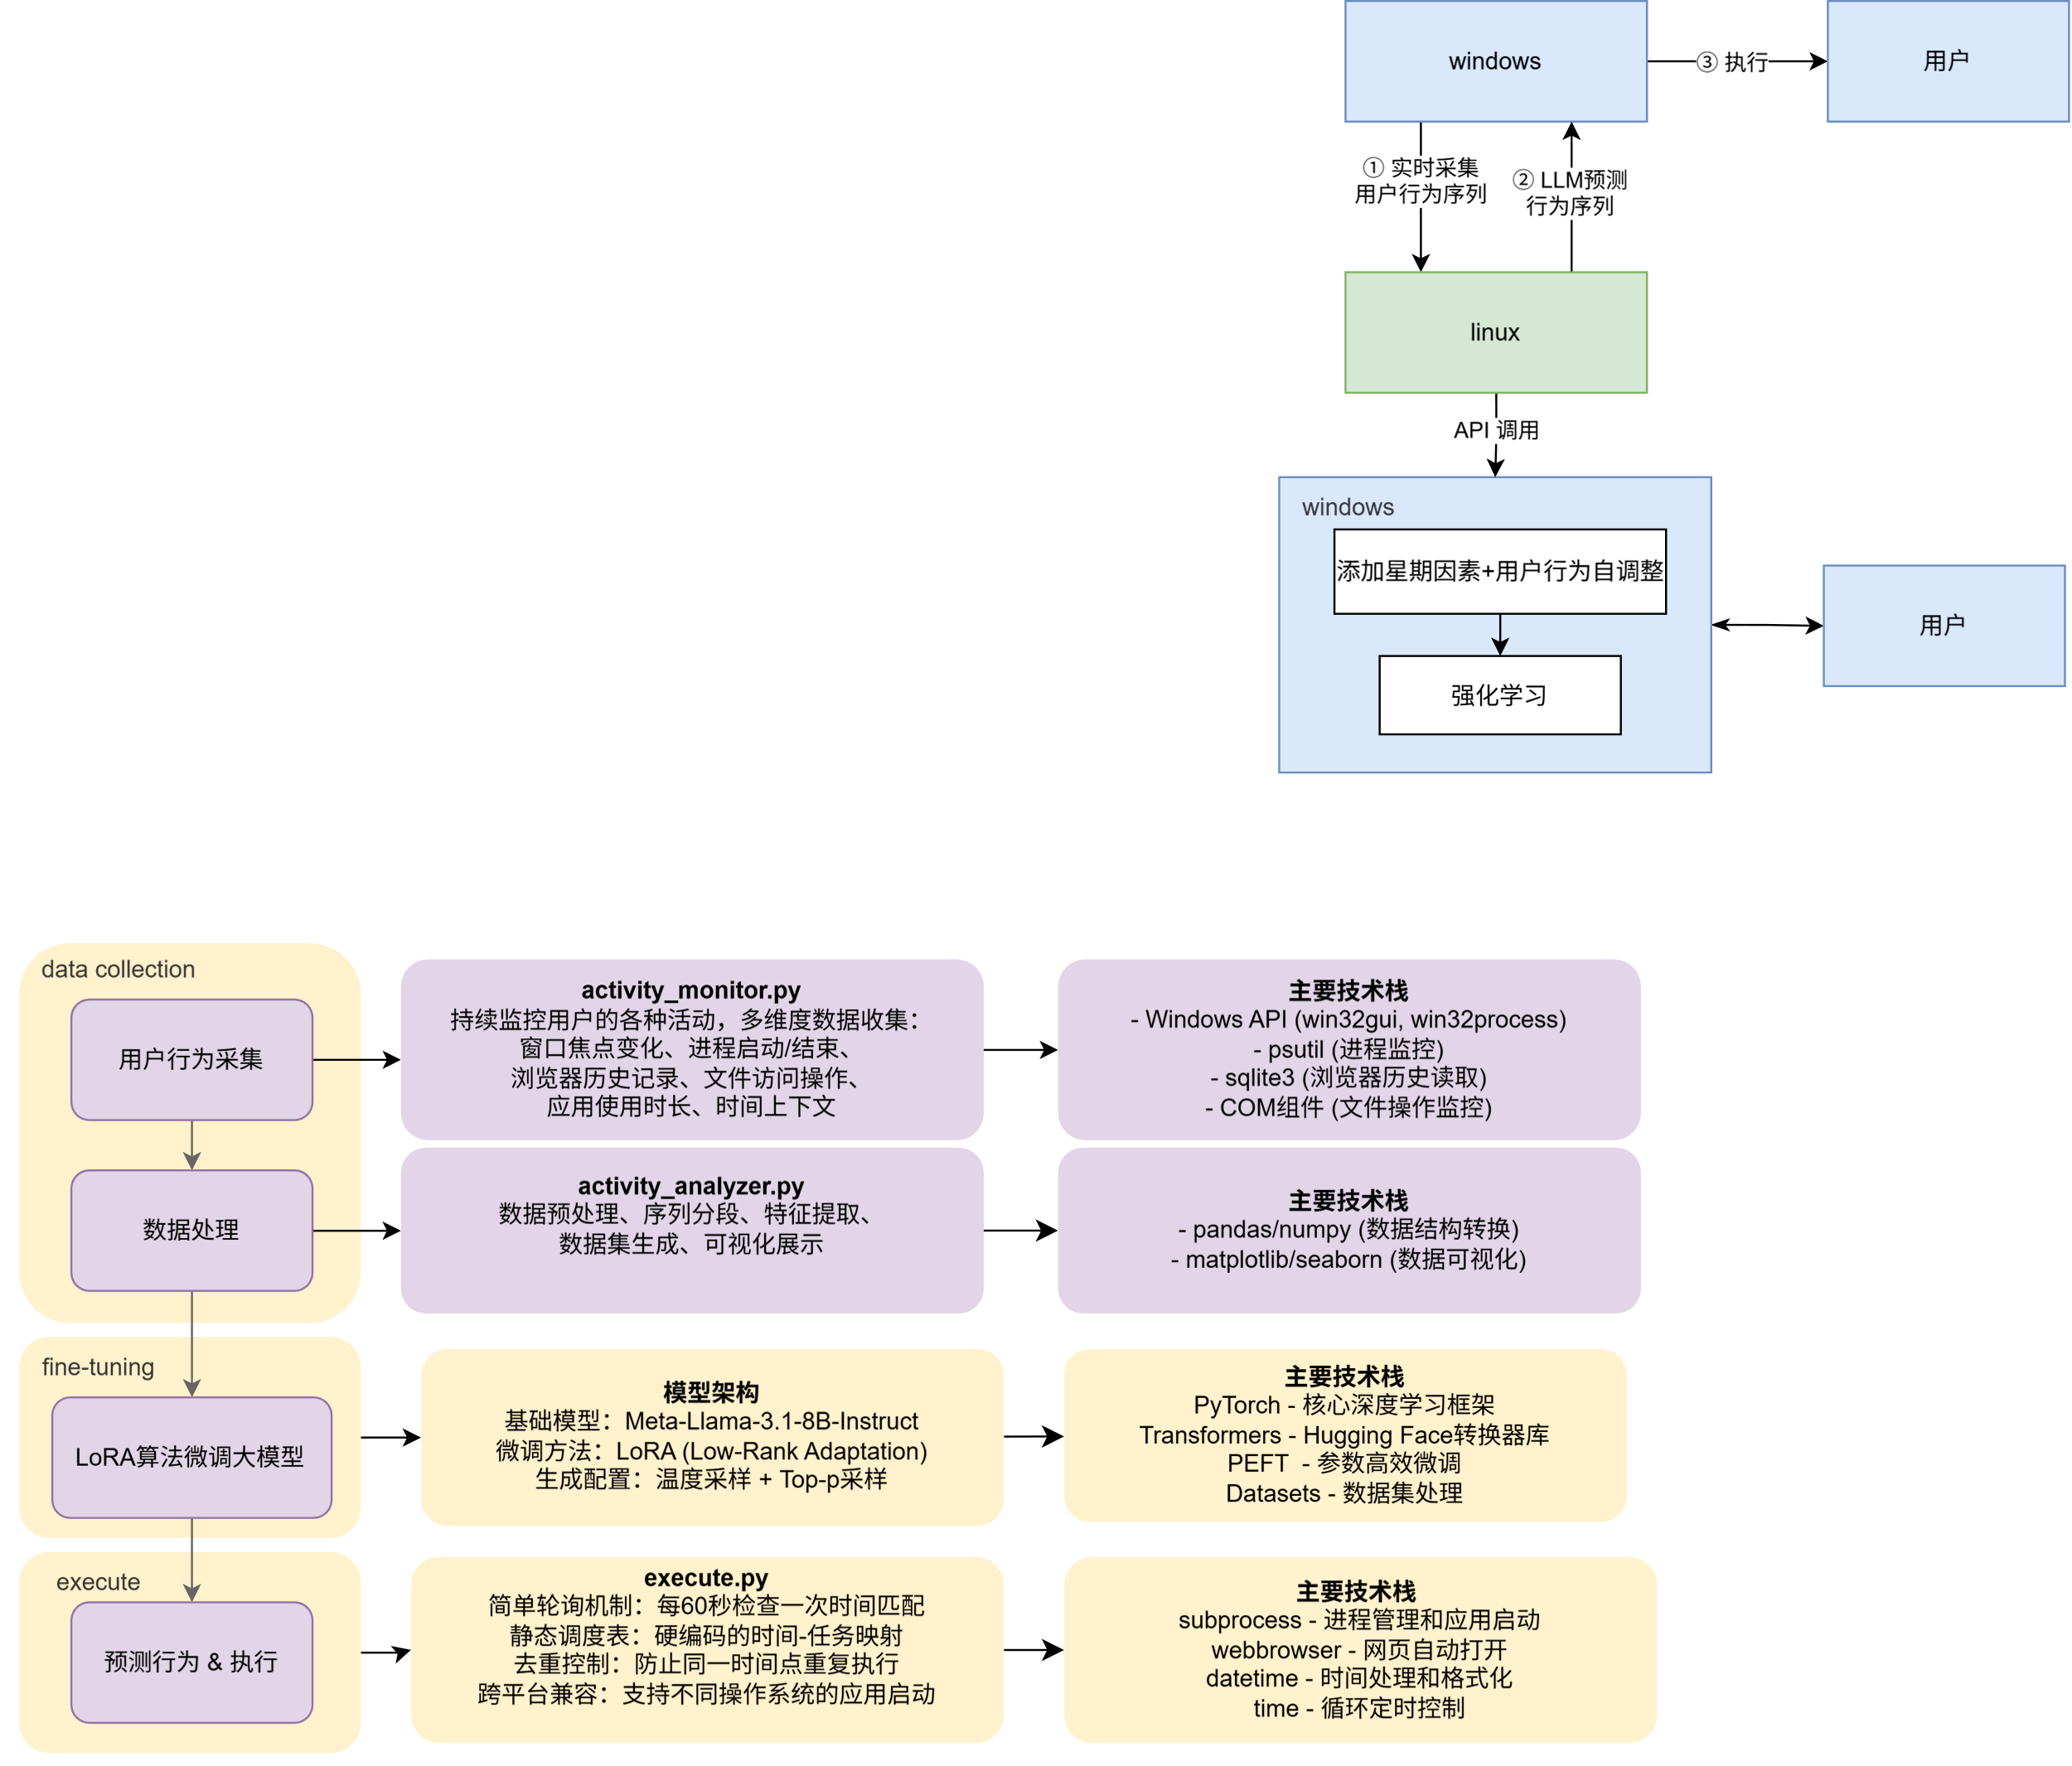 windows
③ 执行
用户
① 实时采集
用户行为序列
② LLM预测
行为序列
linux
API 调用
windows
添加星期因素+用户行为自调整
强化学习
用户
data collection
用户行为采集
activity_monitor.py
持续监控用户的各种活动，多维度数据收集：
窗口焦点变化、进程启动/结束、
浏览器历史记录、文件访问操作、
应用使用时长、时间上下文
主要技术栈
- Windows API (win32gui, win32process)
- psutil (进程监控)
- sqlite3 (浏览器历史读取)
- COM组件 (文件操作监控)
数据处理
activity_analyzer.py
数据预处理、序列分段、特征提取、
数据集生成、可视化展示
主要技术栈
- pandas/numpy (数据结构转换)
- matplotlib/seaborn (数据可视化)
fine-tuning
LoRA算法微调大模型
模型架构
基础模型：Meta-Llama-3.1-8B-Instruct
微调方法：LoRA (Low-Rank Adaptation)
生成配置：温度采样 + Top-p采样
主要技术栈
PyTorch - 核心深度学习框架
Transformers - Hugging Face转换器库
PEFT - 参数高效微调
Datasets - 数据集处理
execute
预测行为 & 执行
execute.py
简单轮询机制：每60秒检查一次时间匹配
静态调度表：硬编码的时间-任务映射
去重控制：防止同一时间点重复执行
跨平台兼容：支持不同操作系统的应用启动
主要技术栈
subprocess - 进程管理和应用启动
webbrowser - 网页自动打开
datetime - 时间处理和格式化
time - 循环定时控制